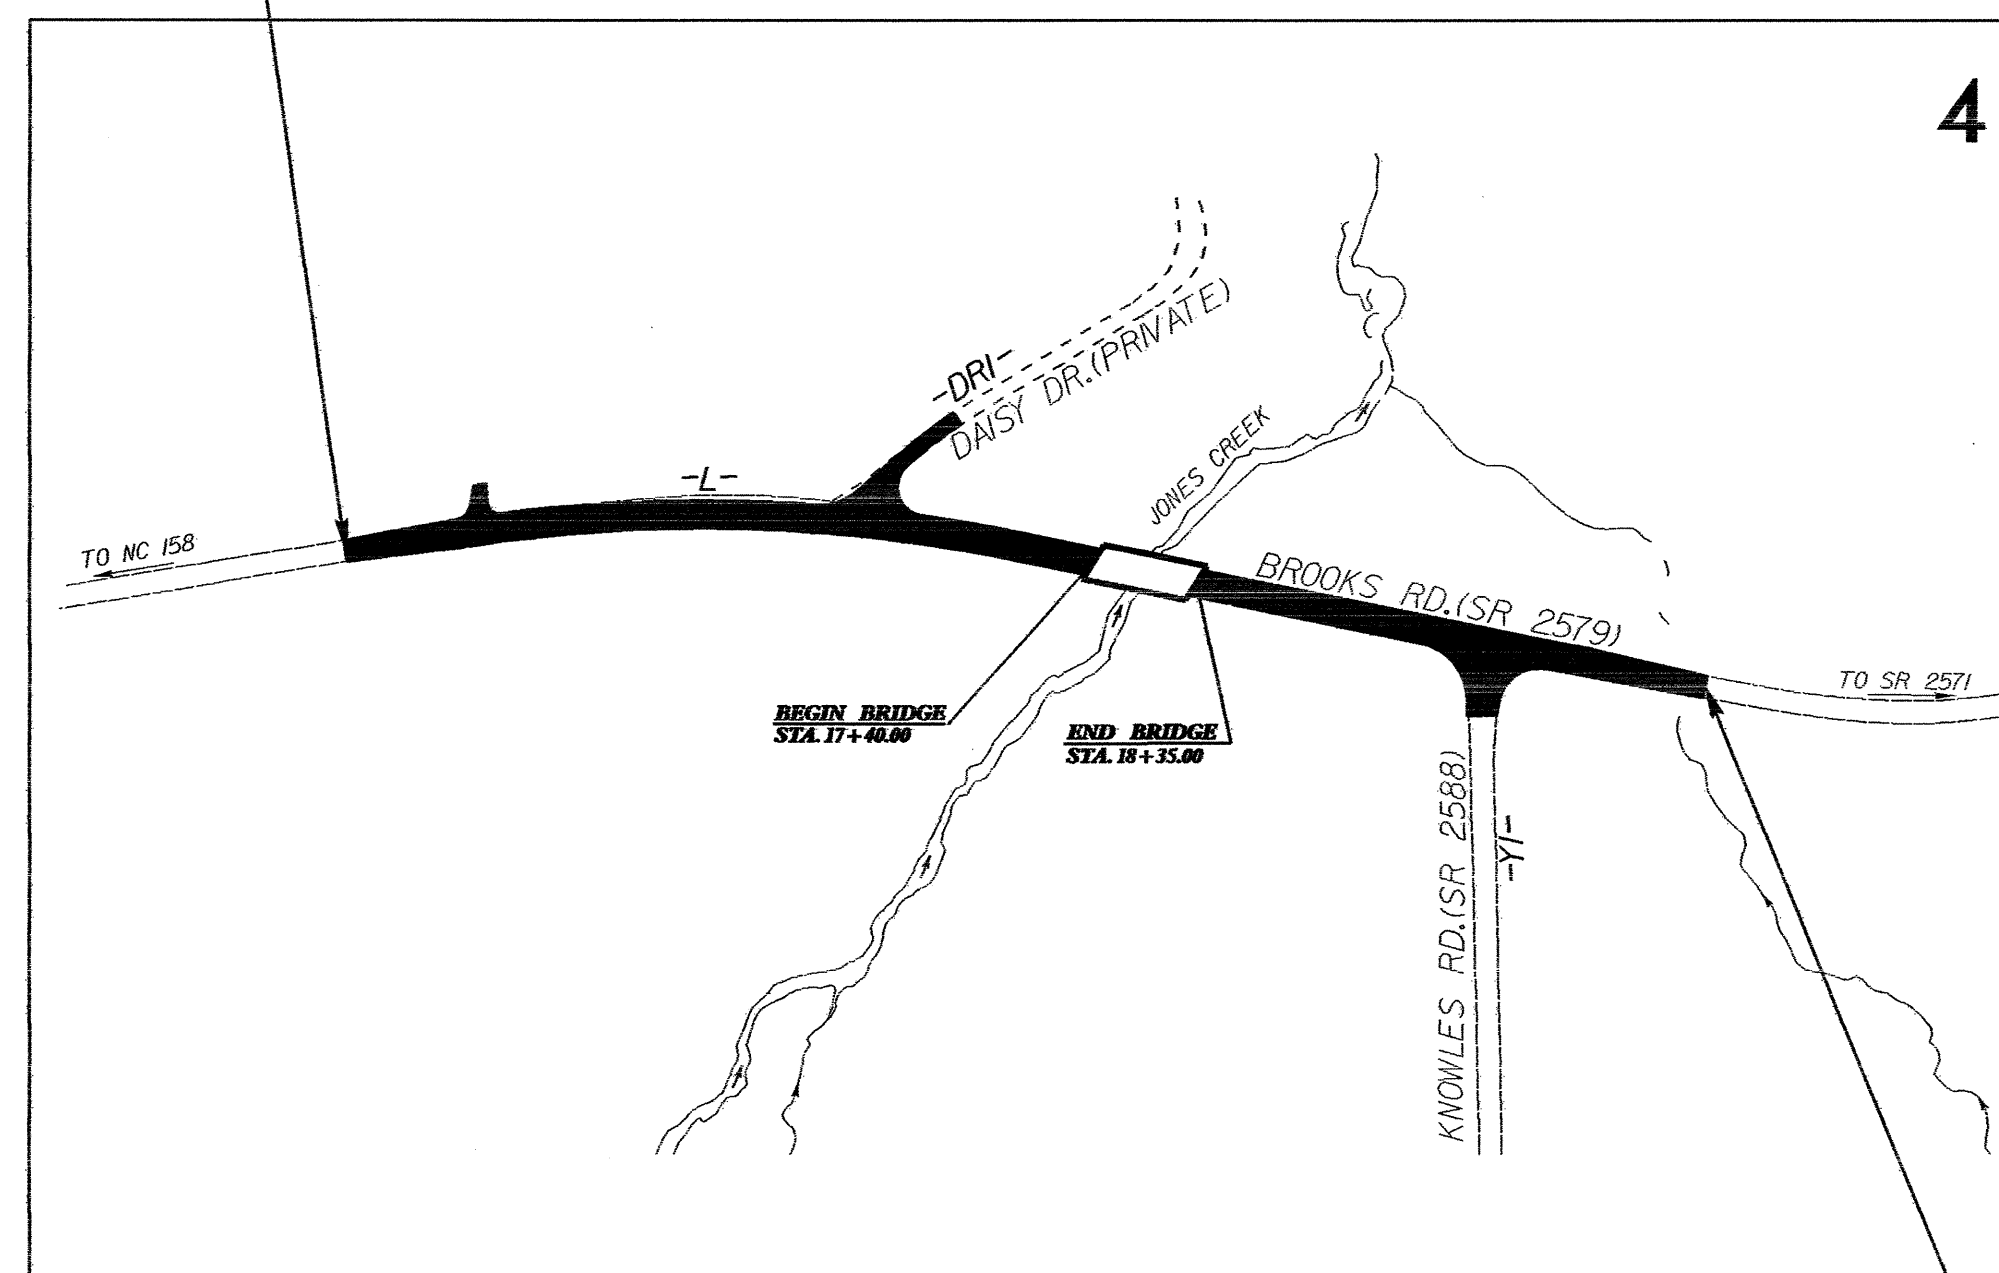 4
-DR1-
DAISY DR.(PRIVATE)
JONES CREEK
-L-
TO NC 158
BROOKS RD.(SR 2579)
TO SR 2571
BEGIN BRIDGE
STA. 17+40.00
END BRIDGE
STA. 18+35.00
KNOWLES RD.(SR 2588)
-Y1-